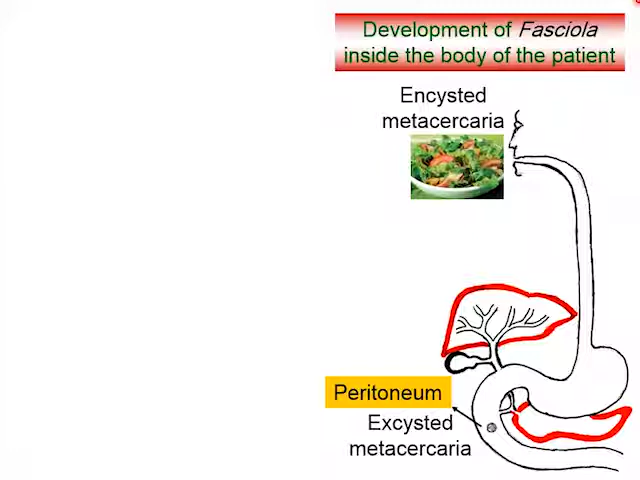 Development of Fasciola
inside the body of the patient
Encysted
metacercaria
Peritoneum
Excysted
metacercaria